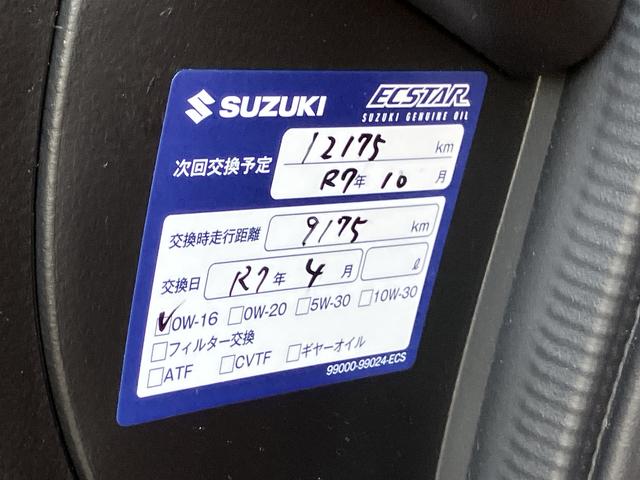 SUZUKI ECSTAR
SUZUKI GENUINE OIL
次回交換予定 12175 km
R7年 10月
交換時走行距離 9175 km
交換日 R7年 4月 ℓ
✓0W-16 □0W-20 □5W-30 □10W-30
□フィルター交換
□ATF □CVTF □ギヤーオイル
99000-99024-ECS